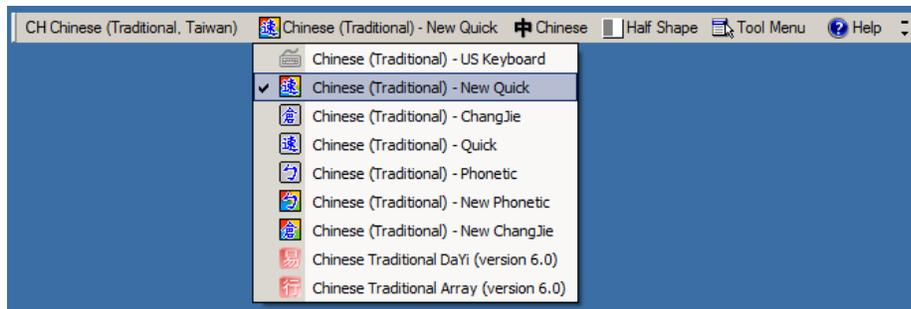 CH Chinese (Traditional, Taiwan) 速 Chinese (Traditional) - New Quick 中 Chinese Half Shape Tool Menu ? Help
Chinese (Traditional) - US Keyboard
速 Chinese (Traditional) - New Quick
倉 Chinese (Traditional) - ChangJie
速 Chinese (Traditional) - Quick
ㄅ Chinese (Traditional) - Phonetic
ㄅ Chinese (Traditional) - New Phonetic
倉 Chinese (Traditional) - New ChangJie
易 Chinese Traditional DaYi (version 6.0)
行 Chinese Traditional Array (version 6.0)